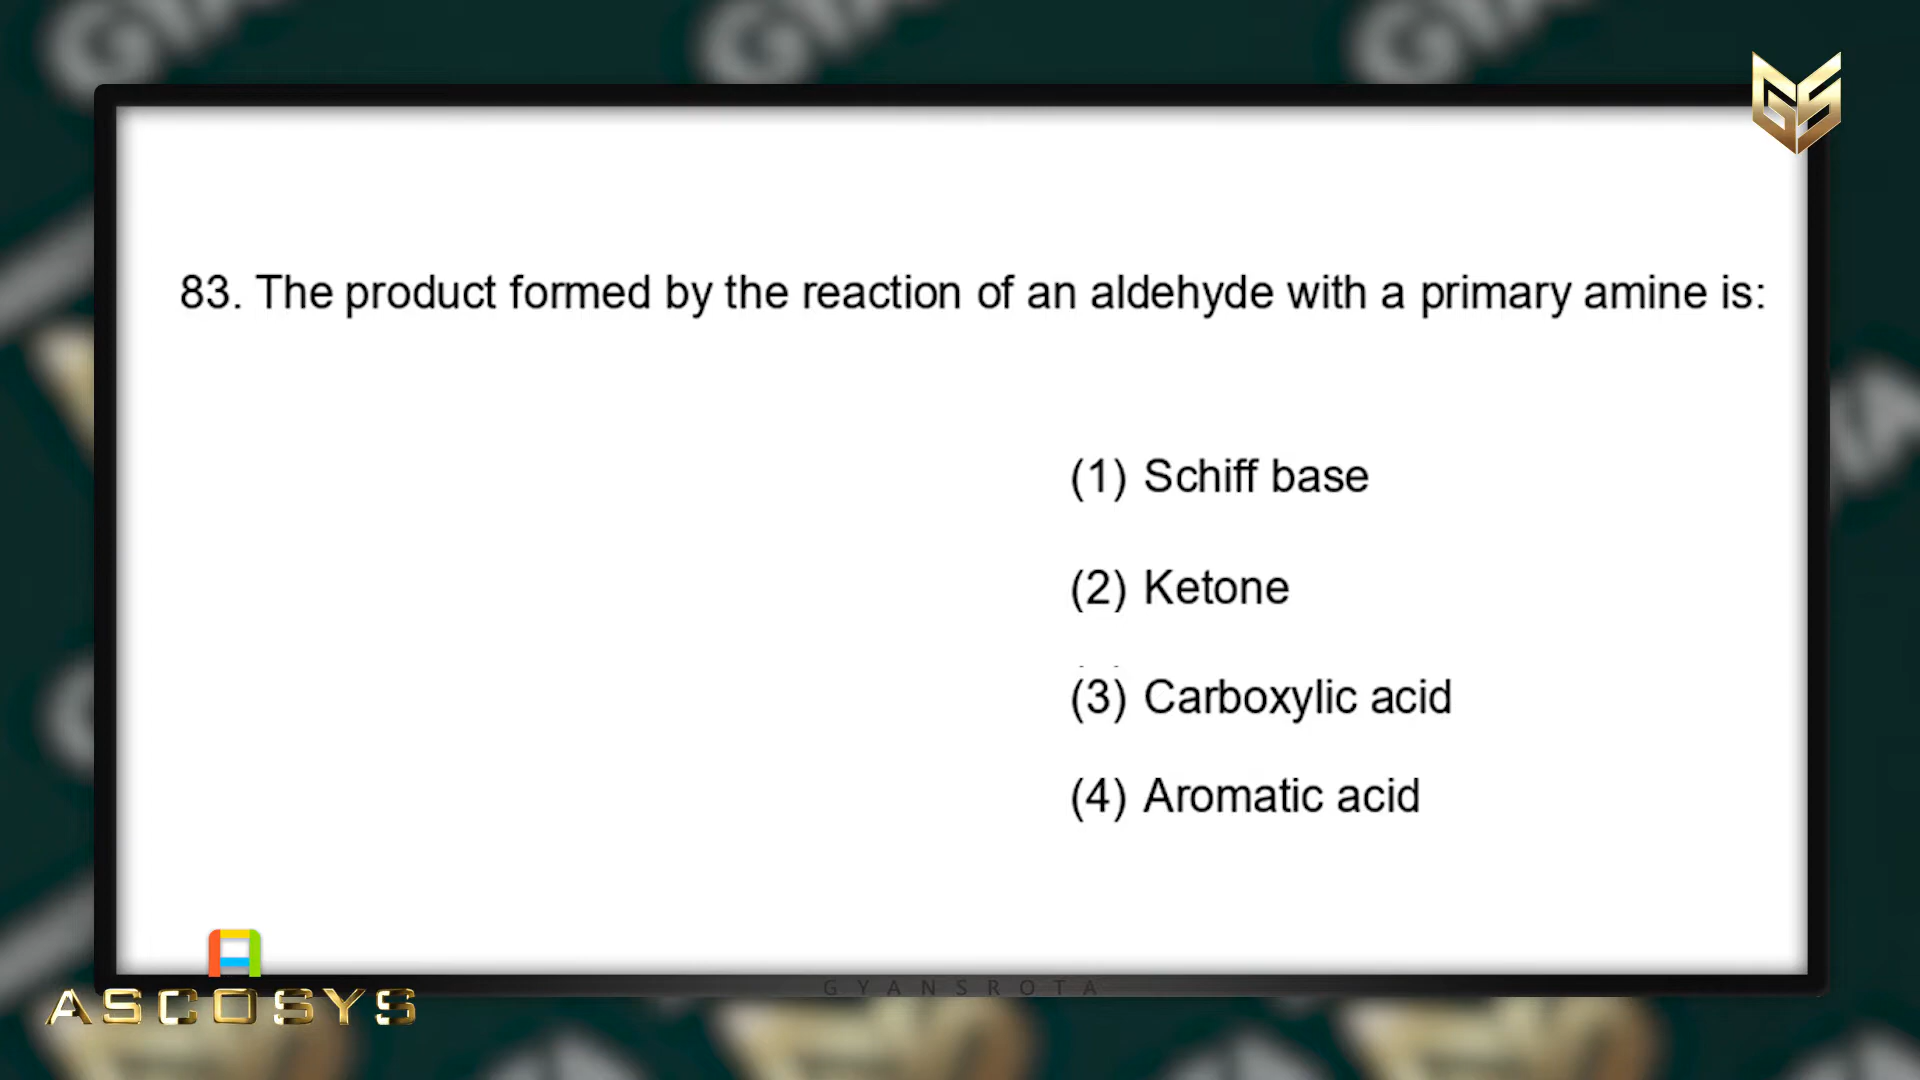 83. The product formed by the reaction of an aldehyde with a primary amine is:
(1) Schiff base
(2) Ketone
(3) Carboxylic acid
(4) Aromatic acid
GS
ASCOSYS
GYANSROTA